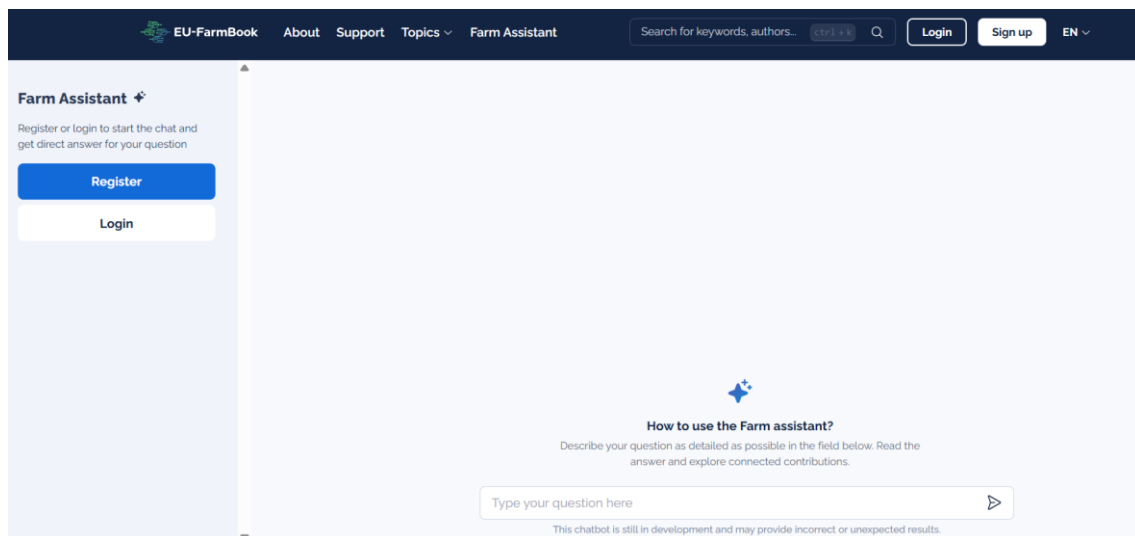 EU-FarmBook About Support Topics Farm Assistant Search for keywords, authors... ctrl + k Login Sign up EN
Farm Assistant
Register or login to start the chat and
get direct answer for your question
Register
Login
How to use the Farm assistant?
Describe your question as detailed as possible in the field below. Read the
answer and explore connected contributions.
Type your question here
This chatbot is still in development and may provide incorrect or unexpected results.